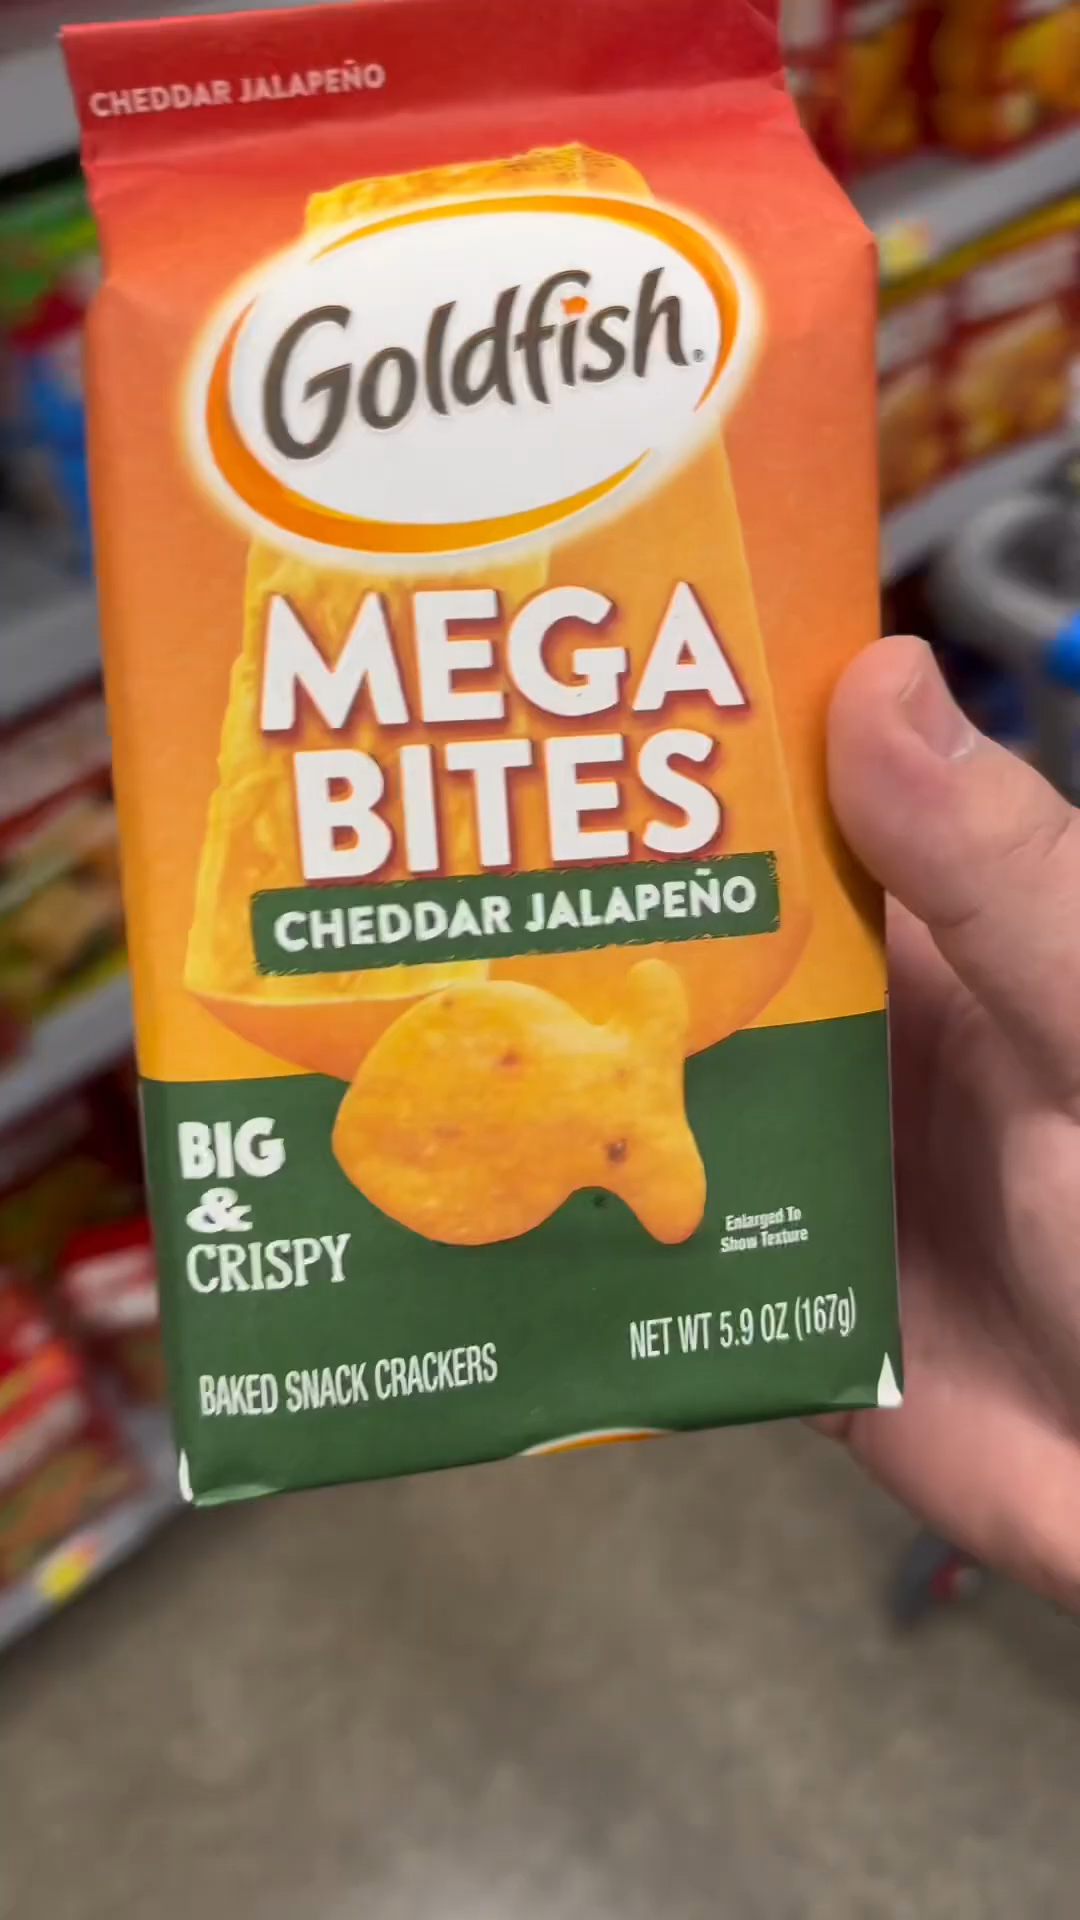 CHEDDAR JALAPEÑO
Goldfish®
MEGA
BITES
CHEDDAR JALAPEÑO
BIG
&
CRISPY
Enlarged To
Show Texture
NET WT 5.9 OZ (167g)
BAKED SNACK CRACKERS